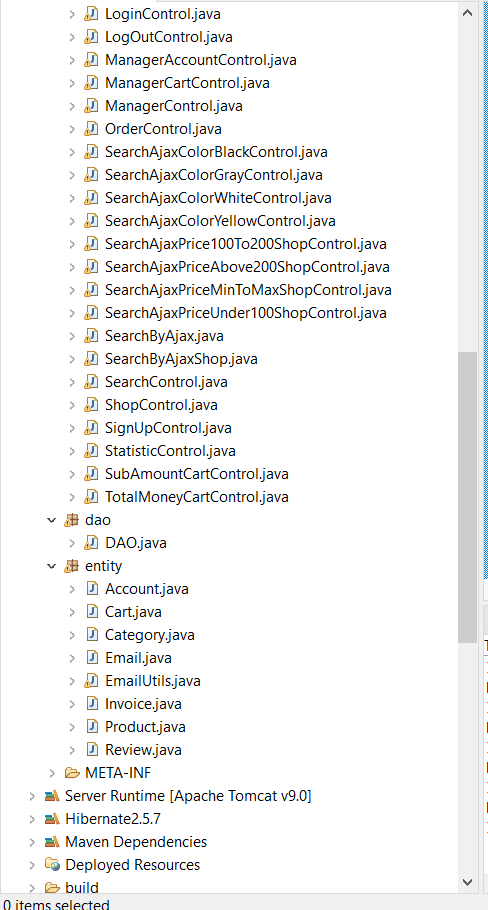 LoginControl.java
LogOutControl.java
ManagerAccountControl.java
ManagerCartControl.java
ManagerControl.java
OrderControl.java
SearchAjaxColorBlackControl.java
SearchAjaxColorGrayControl.java
SearchAjaxColorWhiteControl.java
SearchAjaxColorYellowControl.java
SearchAjaxPrice100To200ShopControl.java
SearchAjaxPriceAbove200ShopControl.java
SearchAjaxPriceMinToMaxShopControl.java
SearchAjaxPriceUnder100ShopControl.java
SearchByAjax.java
SearchByAjaxShop.java
SearchControl.java
ShopControl.java
SignUpControl.java
StatisticControl.java
SubAmountCartControl.java
TotalMoneyCartControl.java
dao
DAO.java
entity
Account.java
Cart.java
Category.java
Email.java
EmailUtils.java
Invoice.java
Product.java
Review.java
META-INF
Server Runtime [Apache Tomcat v9.0]
Hibernate2.5.7
Maven Dependencies
Deployed Resources
build
0 items selected